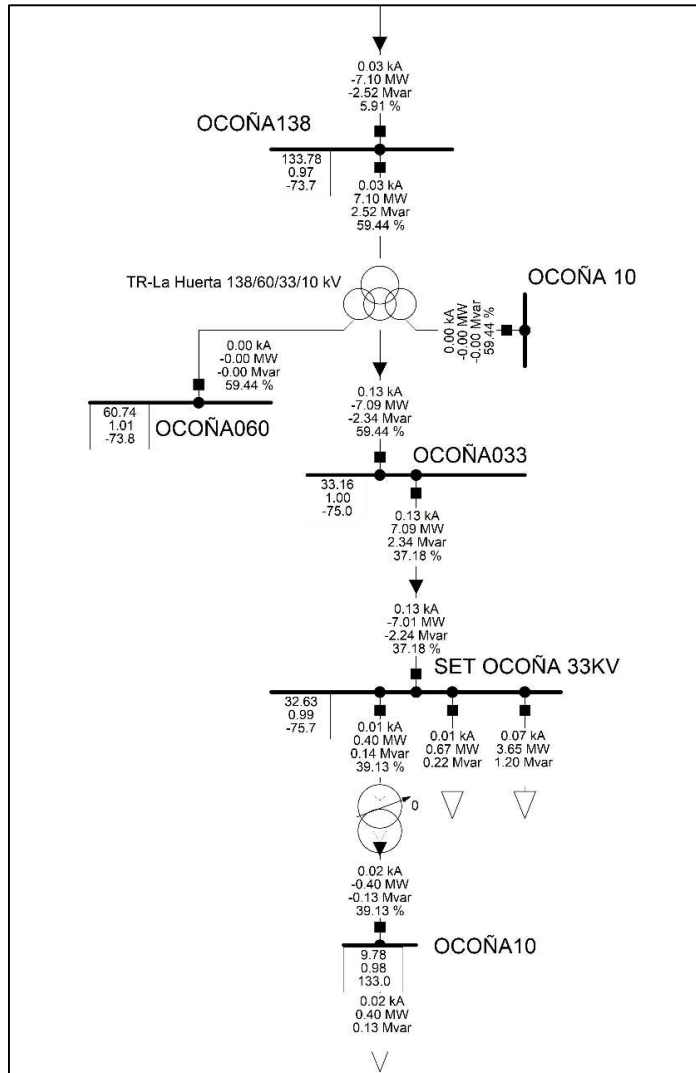 0.03 kA
-7.10 MW
-2.52 Mvar
5.91 %
OCOÑA138
133.78
0.97
-73.7
0.03 kA
7.10 MW
2.52 Mvar
59.44 %
TR-La Huerta 138/60/33/10 kV
OCOÑA 10
0.00 kA
-0.00 MW
-0.00 Mvar
59.44 %
0.00 kA
-0.00 MW
-0.00 Mvar
59.44 %
60.74
1.01
-73.8
OCOÑA060
0.13 kA
-7.09 MW
-2.34 Mvar
59.44 %
OCOÑA033
33.16
1.00
-75.0
0.13 kA
7.09 MW
2.34 Mvar
37.18 %
0.13 kA
-7.01 MW
-2.24 Mvar
37.18 %
SET OCOÑA 33KV
32.63
0.99
-75.7
0.01 kA
0.40 MW
0.14 Mvar
39.13 %
0.01 kA
0.67 MW
0.22 Mvar
0.07 kA
3.65 MW
1.20 Mvar
0
0.02 kA
-0.40 MW
-0.13 Mvar
39.13 %
OCOÑA10
9.78
0.98
133.0
0.02 kA
0.40 MW
0.13 Mvar